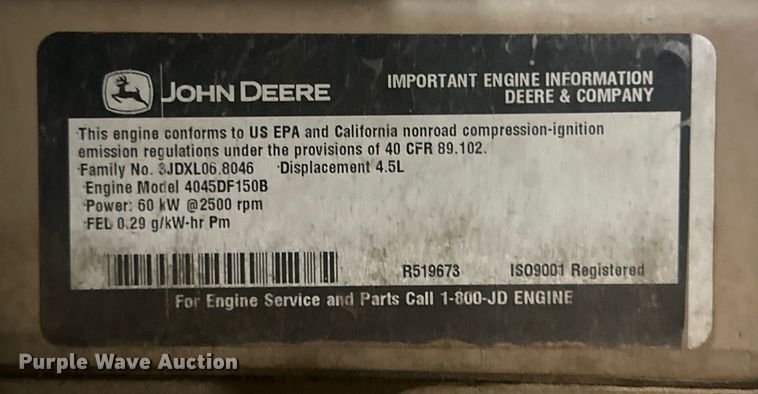 JOHN DEERE
IMPORTANT ENGINE INFORMATION
DEERE & COMPANY
This engine conforms to US EPA and California nonroad compression-ignition
emission regulations under the provisions of 40 CFR 89.102.
Family No. 8JDXL06.8046 Displacement 4.5L
Engine Model 4045DF150B
Power: 60 kW @2500 rpm
FEL 0.29 g/kW-hr Pm
R519673 ISO9001 Registered
For Engine Service and Parts Call 1-800-JD ENGINE
Purple Wave Auction